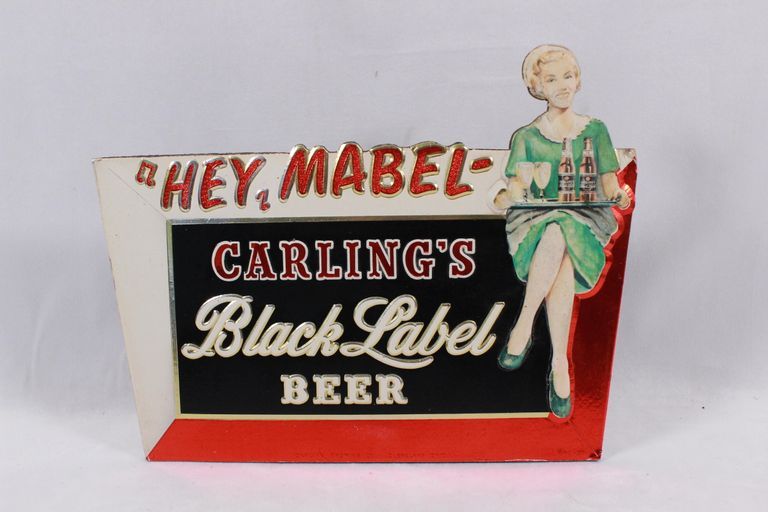 "HEY, MABEL-
CARLING'S
Black Label
BEER